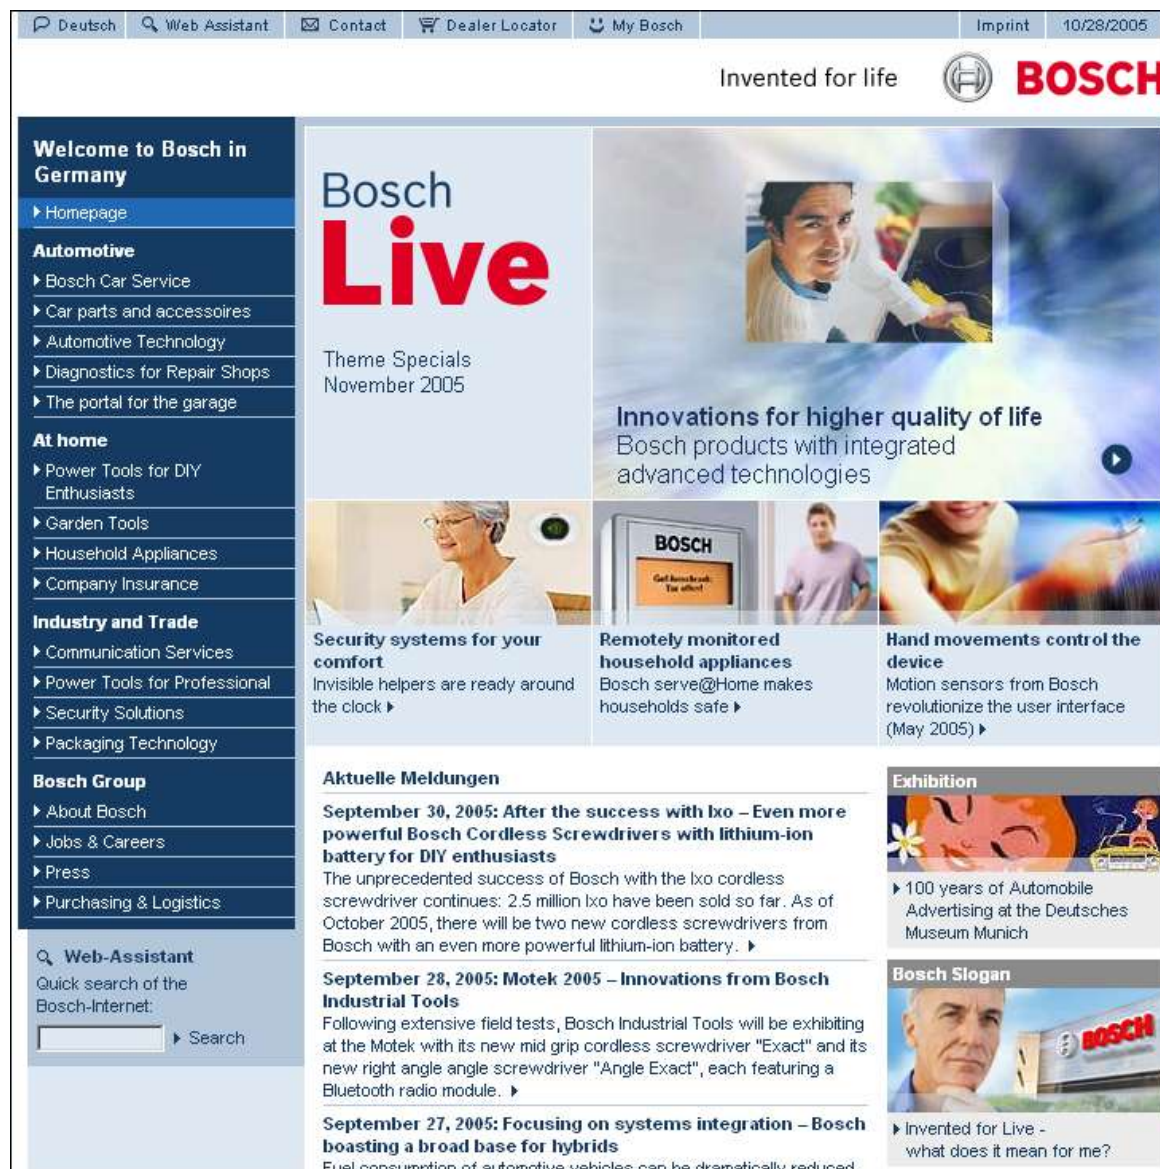 Deutsch Web Assistant Contact Dealer Locator My Bosch Imprint 10/28/2005
Invented for life BOSCH
Welcome to Bosch in
Germany
Homepage
Automotive
Bosch Car Service
Car parts and accessoires
Automotive Technology
Diagnostics for Repair Shops
The portal for the garage
At home
Power Tools for DIY
Enthusiasts
Garden Tools
Household Appliances
Company Insurance
Industry and Trade
Communication Services
Power Tools for Professional
Security Solutions
Packaging Technology
Bosch Group
About Bosch
Jobs & Careers
Press
Purchasing & Logistics
Web-Assistant
Quick search of the
Bosch-Internet:
Search
Bosch
Live
Theme Specials
November 2005
Innovations for higher quality of life
Bosch products with integrated
advanced technologies
Security systems for your
comfort
Invisible helpers are ready around
the clock
BOSCH
Remotely monitored
household appliances
Bosch serve@Home makes
households safe
Hand movements control the
device
Motion sensors from Bosch
revolutionize the user interface
(May 2005)
Aktuelle Meldungen
September 30, 2005: After the success with Ixo – Even more
powerful Bosch Cordless Screwdrivers with lithium-ion
battery for DIY enthusiasts
The unprecedented success of Bosch with the Ixo cordless
screwdriver continues: 2.5 million Ixo have been sold so far. As of
October 2005, there will be two new cordless screwdrivers from
Bosch with an even more powerful lithium-ion battery.
September 28, 2005: Motek 2005 – Innovations from Bosch
Industrial Tools
Following extensive field tests, Bosch Industrial Tools will be exhibiting
at the Motek with its new mid grip cordless screwdriver "Exact" and its
new right angle angle screwdriver "Angle Exact", each featuring a
Bluetooth radio module.
September 27, 2005: Focusing on systems integration – Bosch
boasting a broad base for hybrids
Fuel consumption of automotive vehicles can be dramatically reduced
Exhibition
100 years of Automobile
Advertising at the Deutsches
Museum Munich
Bosch Slogan
BOSCH
Invented for Live -
what does it mean for me?